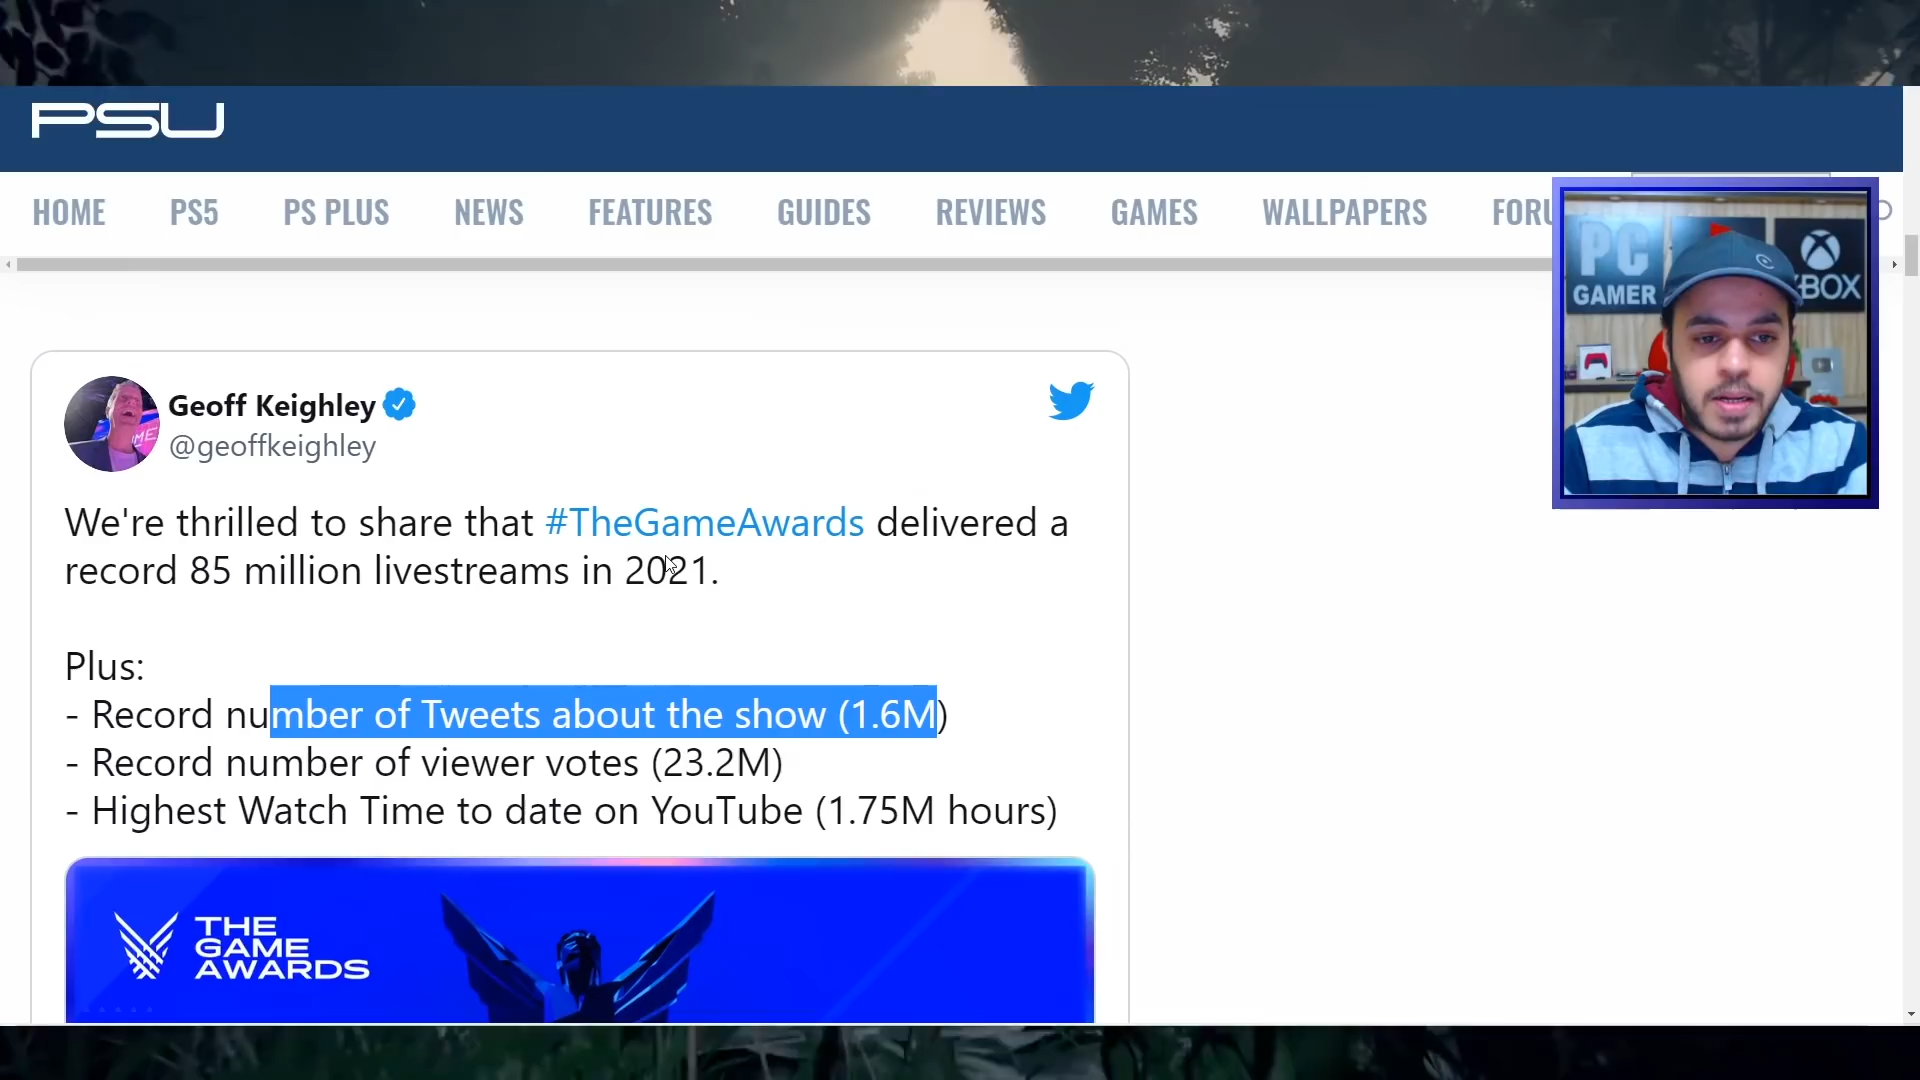 PSU
HOME PS5 PS PLUS NEWS FEATURES GUIDES REVIEWS GAMES WALLPAPERS FORU
PC
GAMER
XBOX
Geoff Keighley
@geoffkeighley
We're thrilled to share that #TheGameAwards delivered a
record 85 million livestreams in 2021.
Plus:
- Record number of Tweets about the show (1.6M)
- Record number of viewer votes (23.2M)
- Highest Watch Time to date on YouTube (1.75M hours)
THE
GAME
AWARDS